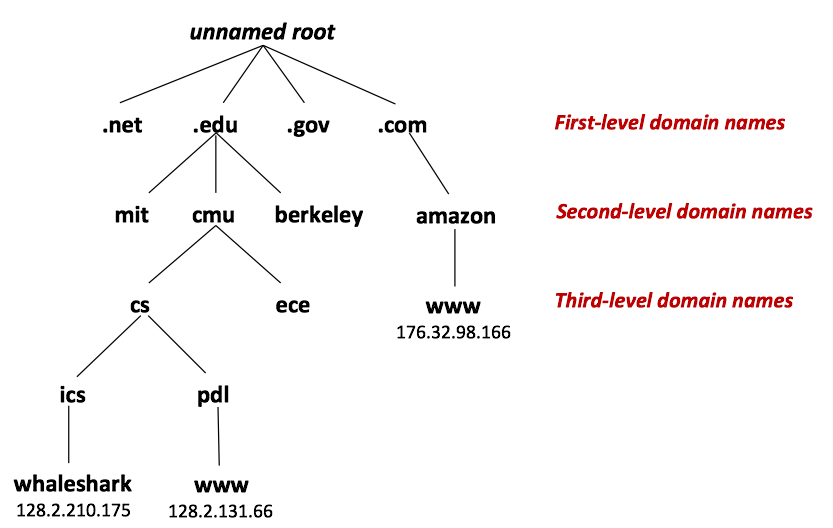 unnamed root
.net .edu .gov .com First-level domain names
mit cmu berkeley amazon Second-level domain names
cs ece www Third-level domain names
176.32.98.166
ics pdl
whaleshark www
128.2.210.175 128.2.131.66